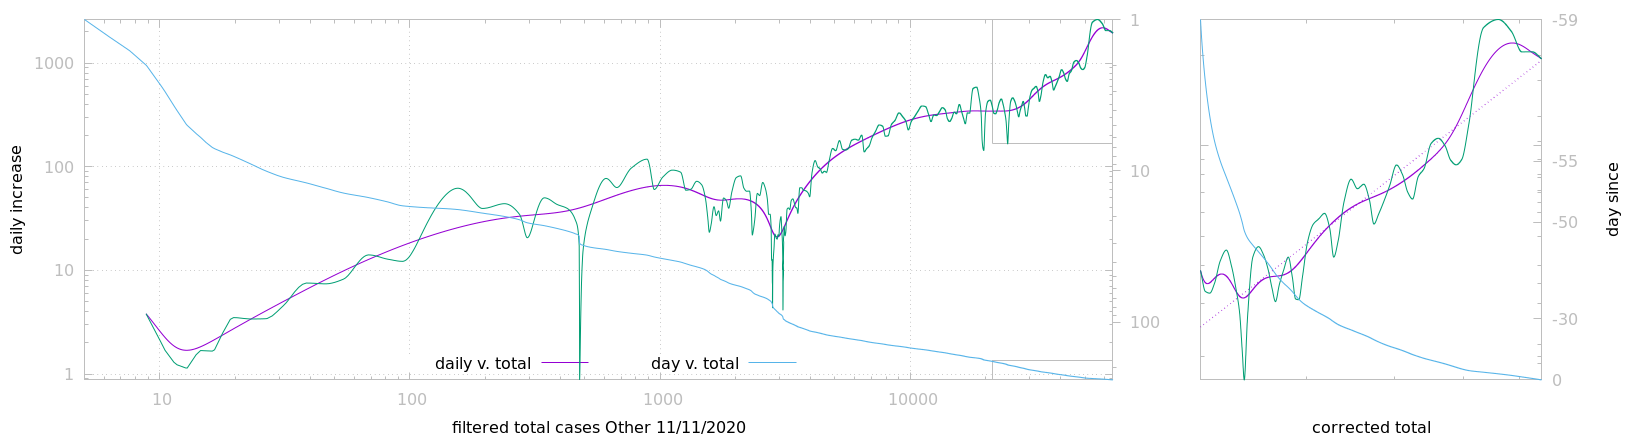 1000
100
10
1
daily increase
10
100
1000
10000
filtered total cases Other 11/11/2020
daily v. total
day v. total
1
10
100
-59
-55
-50
-30
0
day since
corrected total